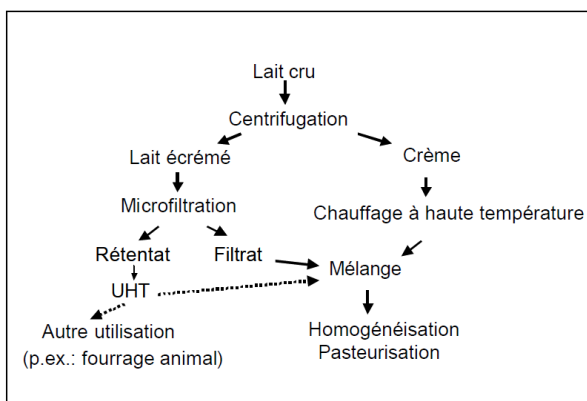 Lait cru
Centrifugation
Lait écrémé
Crème
Microfiltration
Chauffage à haute température
Rétentat
Filtrat
Mélange
UHT
Autre utilisation
(p.ex.: fourrage animal)
Homogénéisation
Pasteurisation